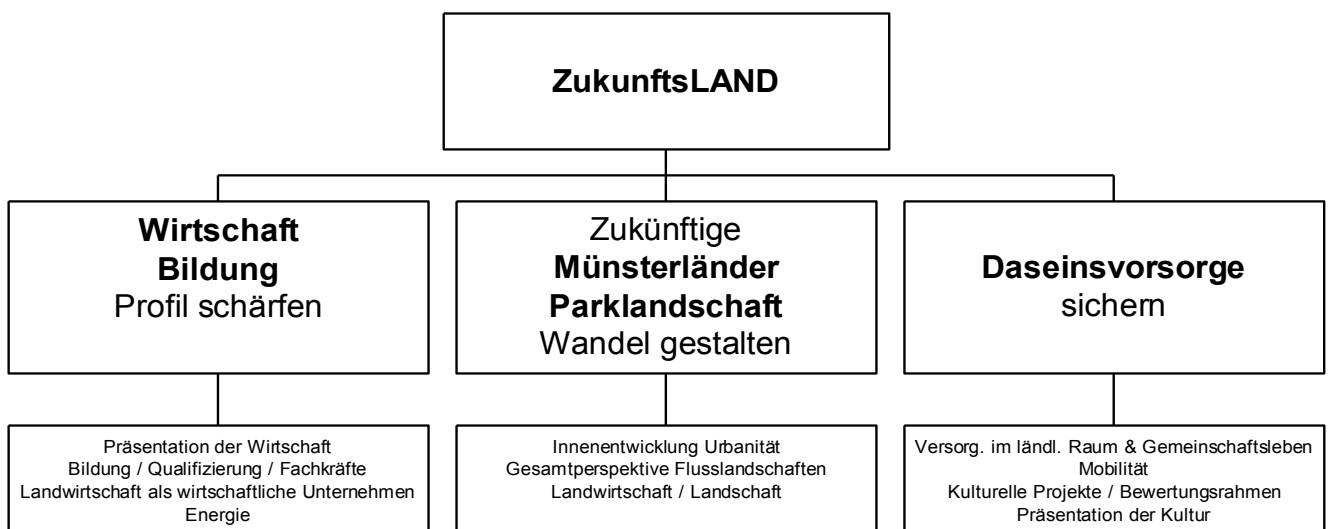 ZukunftsLAND
Wirtschaft
Bildung
Profil schärfen
Zukünftige
Münsterländer
Parklandschaft
Wandel gestalten
Daseinsvorsorge
sichern
Präsentation der Wirtschaft
Bildung / Qualifizierung / Fachkräfte
Landwirtschaft als wirtschaftliche Unternehmen
Energie
Innenentwicklung Urbanität
Gesamtperspektive Flusslandschaften
Landwirtschaft / Landschaft
Versorg. im ländl. Raum & Gemeinschaftsleben
Mobilität
Kulturelle Projekte / Bewertungsrahmen
Präsentation der Kultur